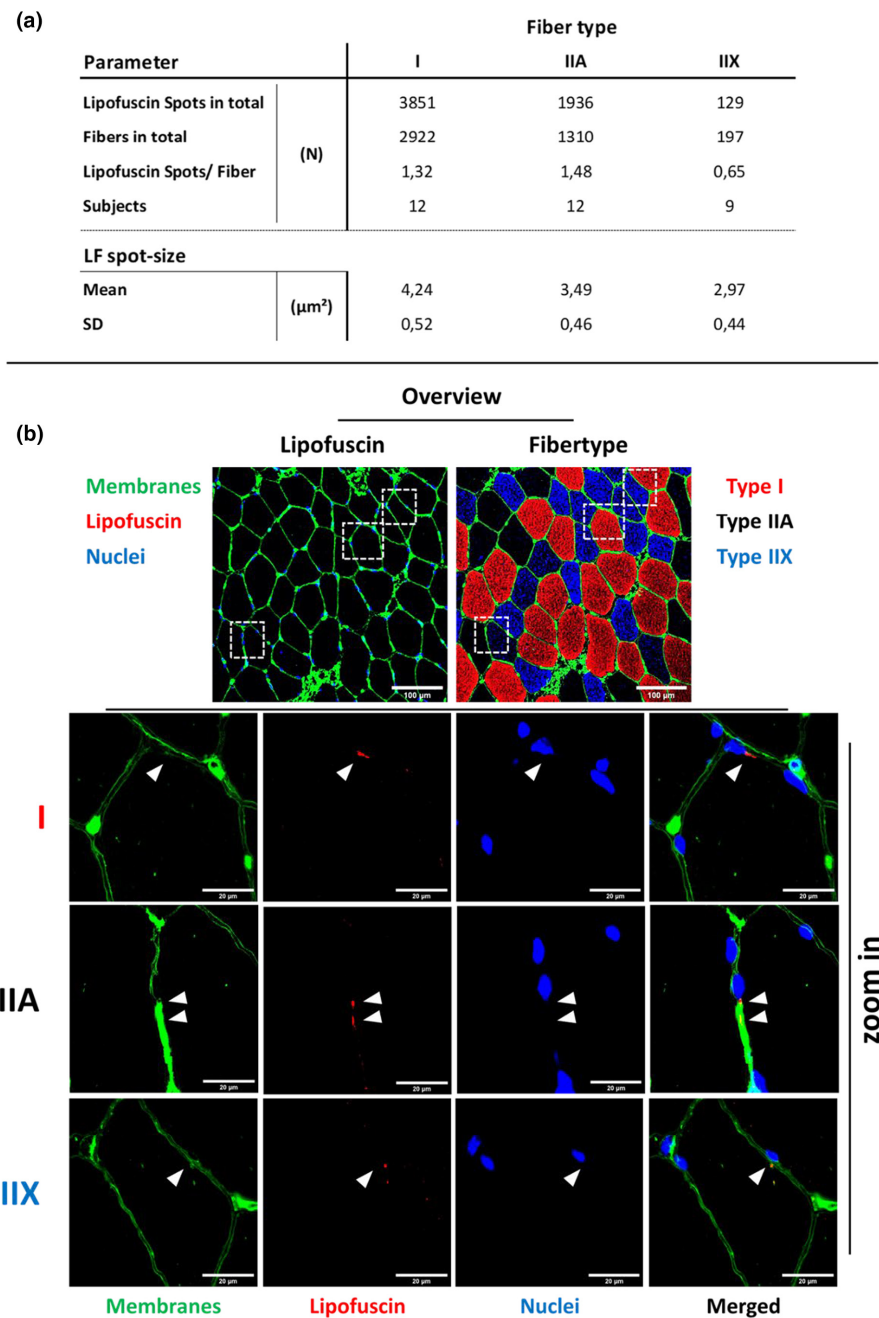 (a)
Fiber type
Parameter I IIA IIX
Lipofuscin Spots in total 3851 1936 129
Fibers in total 2922 1310 197
(N)
Lipofuscin Spots/ Fiber 1,32 1,48 0,65
Subjects 12 12 9
LF spot-size
Mean 4,24 3,49 2,97
(µm²)
SD 0,52 0,46 0,44
Overview
(b)
Lipofuscin Fibertype
Membranes Type I
Lipofuscin Type IIA
Nuclei Type IIX
100 µm 100 µm
I
20 µm 20 µm 20 µm 20 µm
IIA
zoom in
20 µm 20 µm 20 µm 20 µm
IIX
20 µm 20 µm 20 µm 20 µm
Membranes Lipofuscin Nuclei Merged